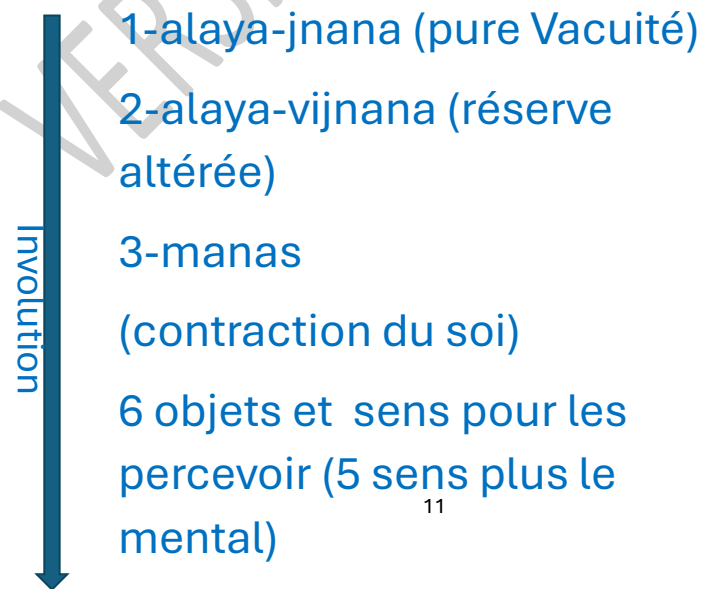 1-alaya-jnana (pure Vacuité)
2-alaya-vijnana (réserve
altérée)
Involution
3-manas
(contraction du soi)
6 objets et sens pour les
percevoir (5 sens plus le
11
mental)